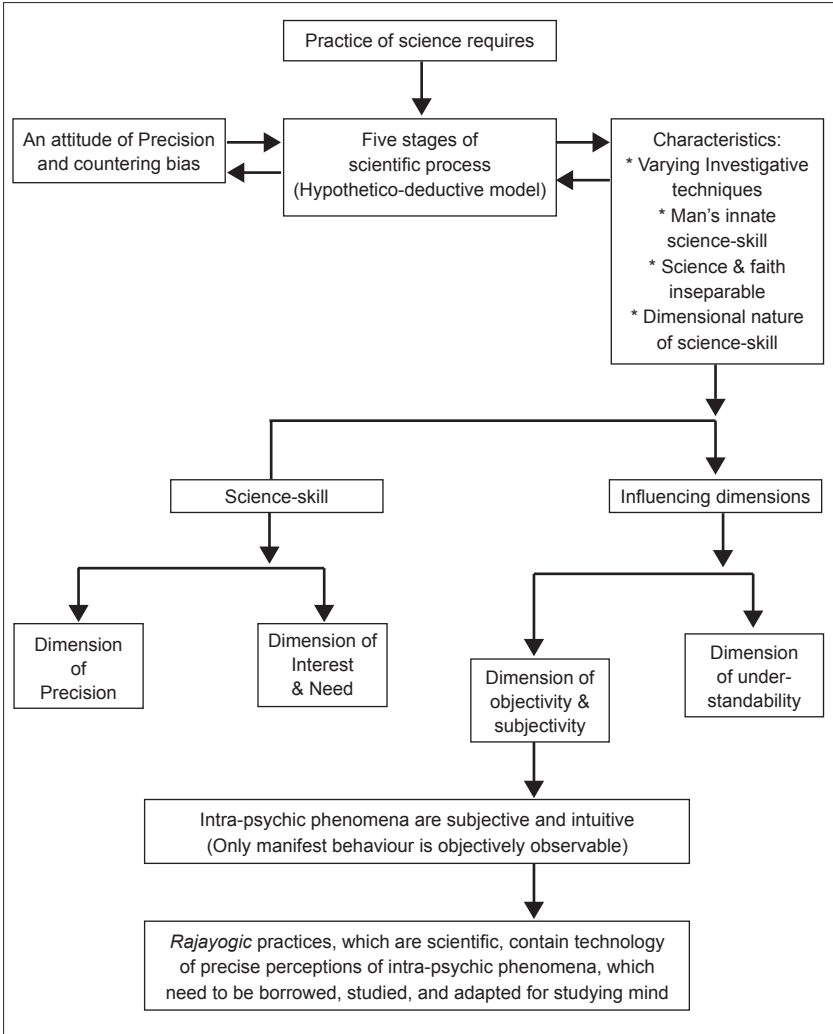 Practice of science requires
An attitude of Precision
and countering bias
Five stages of
scientific process
(Hypothetico-deductive model)
Characteristics:
* Varying Investigative
techniques
* Man's innate
science-skill
* Science & faith
inseparable
* Dimensional nature
of science-skill
Science-skill
Influencing dimensions
Dimension
of
Precision
Dimension of
Interest
& Need
Dimension of
objectivity &
subjectivity
Dimension
of under-
standability
Intra-psychic phenomena are subjective and intuitive
(Only manifest behaviour is objectively observable)
Rajayogic practices, which are scientific, contain technology
of precise perceptions of intra-psychic phenomena, which
need to be borrowed, studied, and adapted for studying mind